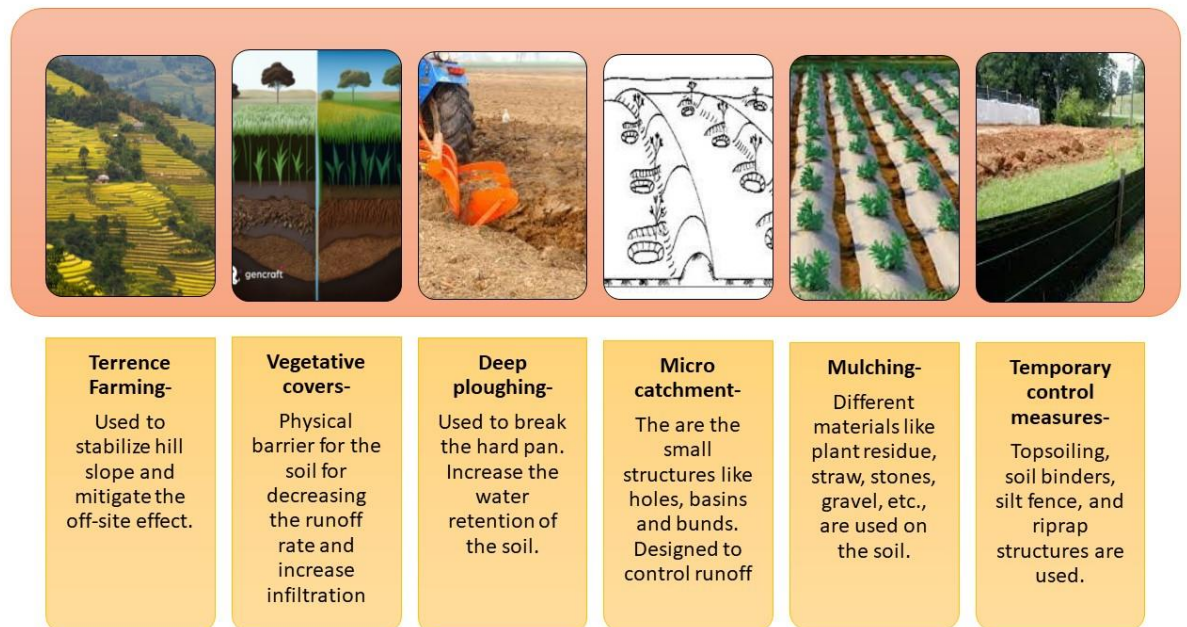 gencraft
Terrence
Farming-
Used to
stabilize hill
slope and
mitigate the
off-site effect.
Vegetative
covers-
Physical
barrier for the
soil for
decreasing
the runoff
rate and
increase
infiltration
Deep
ploughing-
Used to break
the hard pan.
Increase the
water
retention of
the soil.
Micro
catchment-
The are the
small
structures like
holes, basins
and bunds.
Designed to
control runoff
Mulching-
Different
materials like
plant residue,
straw, stones,
gravel, etc.,
are used on
the soil.
Temporary
control
measures-
Topsoiling,
soil binders,
silt fence, and
riprap
structures are
used.